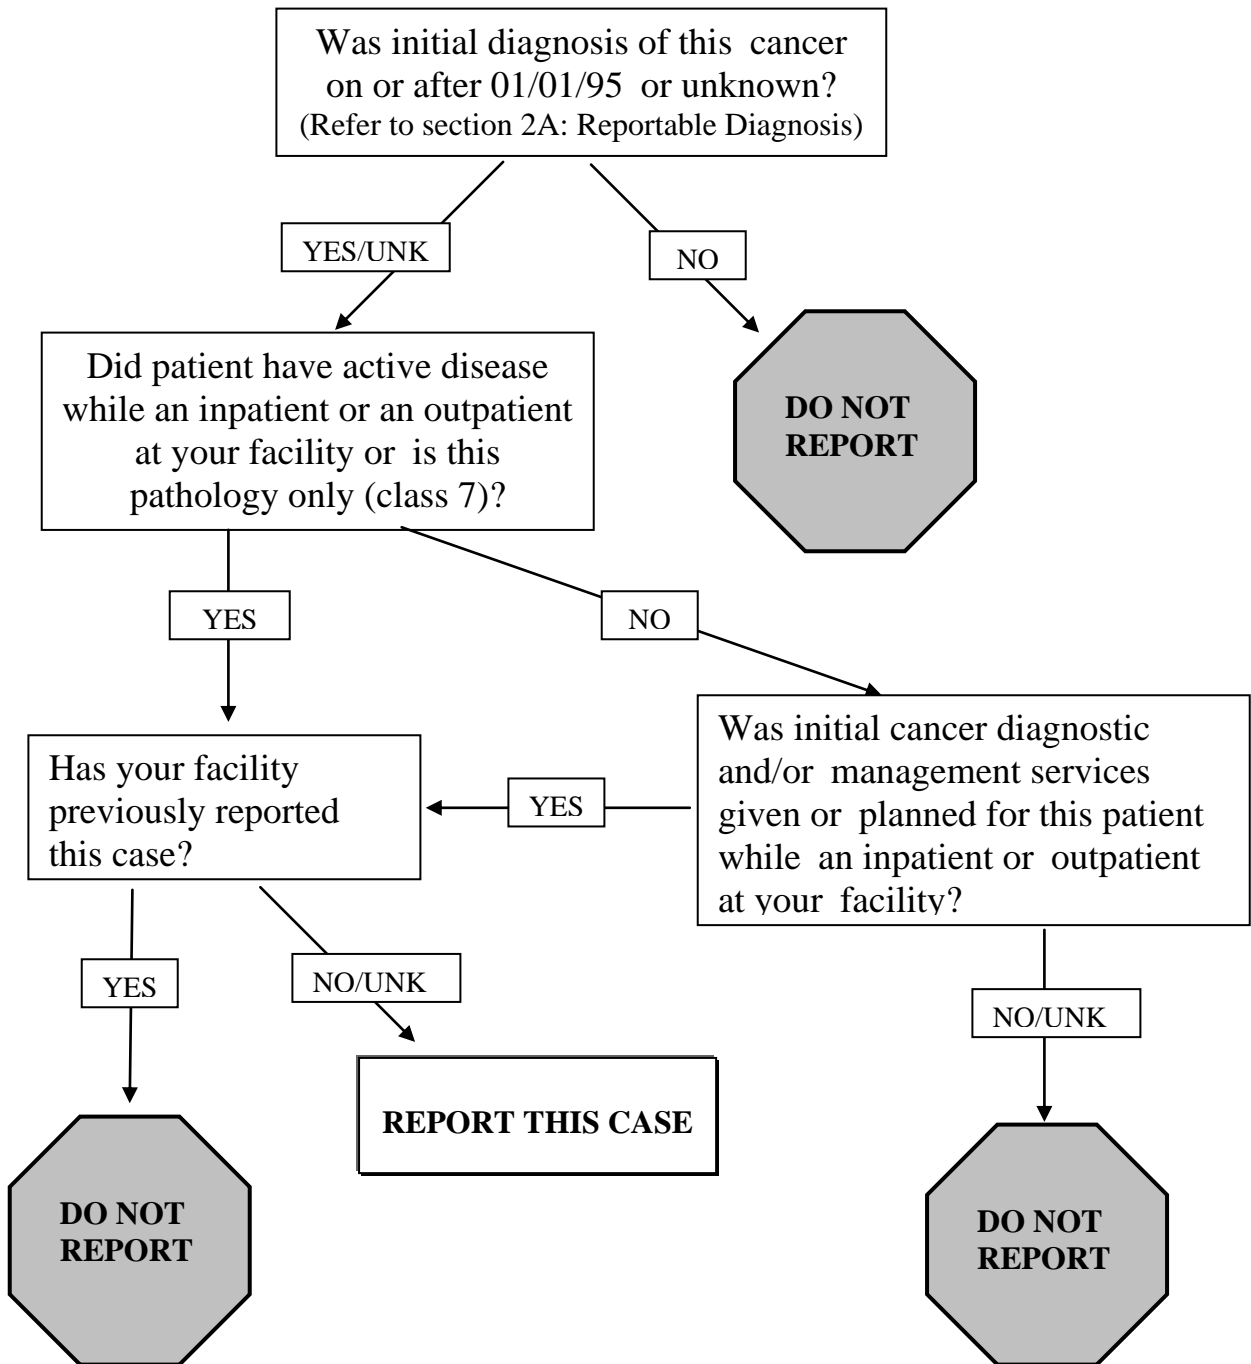 Was initial diagnosis of this cancer
on or after 01/01/95 or unknown?
(Refer to section 2A: Reportable Diagnosis)
YES/UNK
NO
Did patient have active disease
while an inpatient or an outpatient
at your facility or is this
pathology only (class 7)?
DO NOT
REPORT
YES
NO
Has your facility
previously reported
this case?
YES
Was initial cancer diagnostic
and/or management services
given or planned for this patient
while an inpatient or outpatient
at your facility?
YES
NO/UNK
NO/UNK
REPORT THIS CASE
DO NOT
REPORT
DO NOT
REPORT